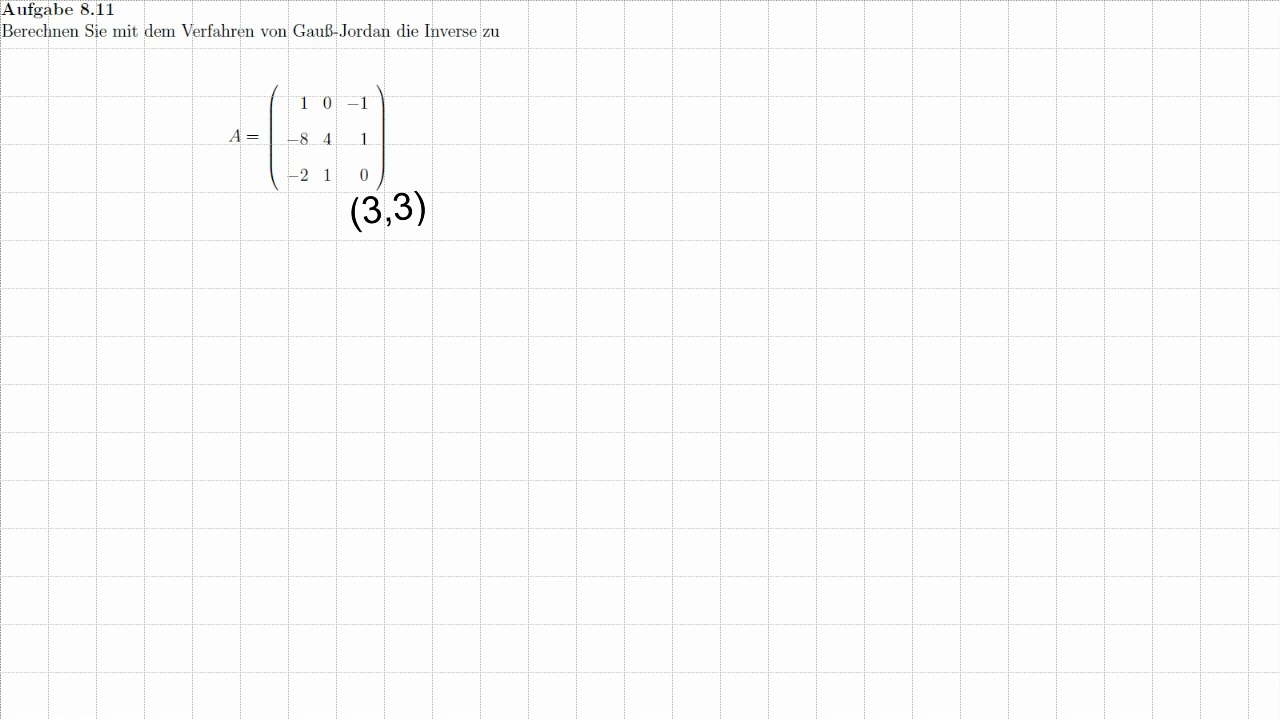 Aufgabe 8.11
Berechnen Sie mit dem Verfahren von Gauß-Jordan die Inverse zu
1 0 −1
A = −8 4 1
−2 1 0
(3,3)